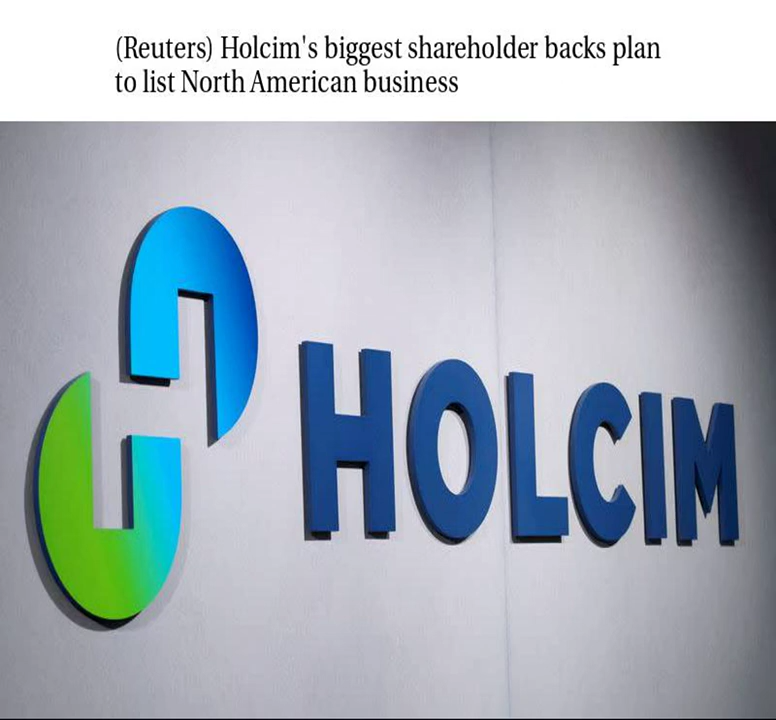 (Reuters) Holcim's biggest shareholder backs plan
to list North American business
HOLCIM